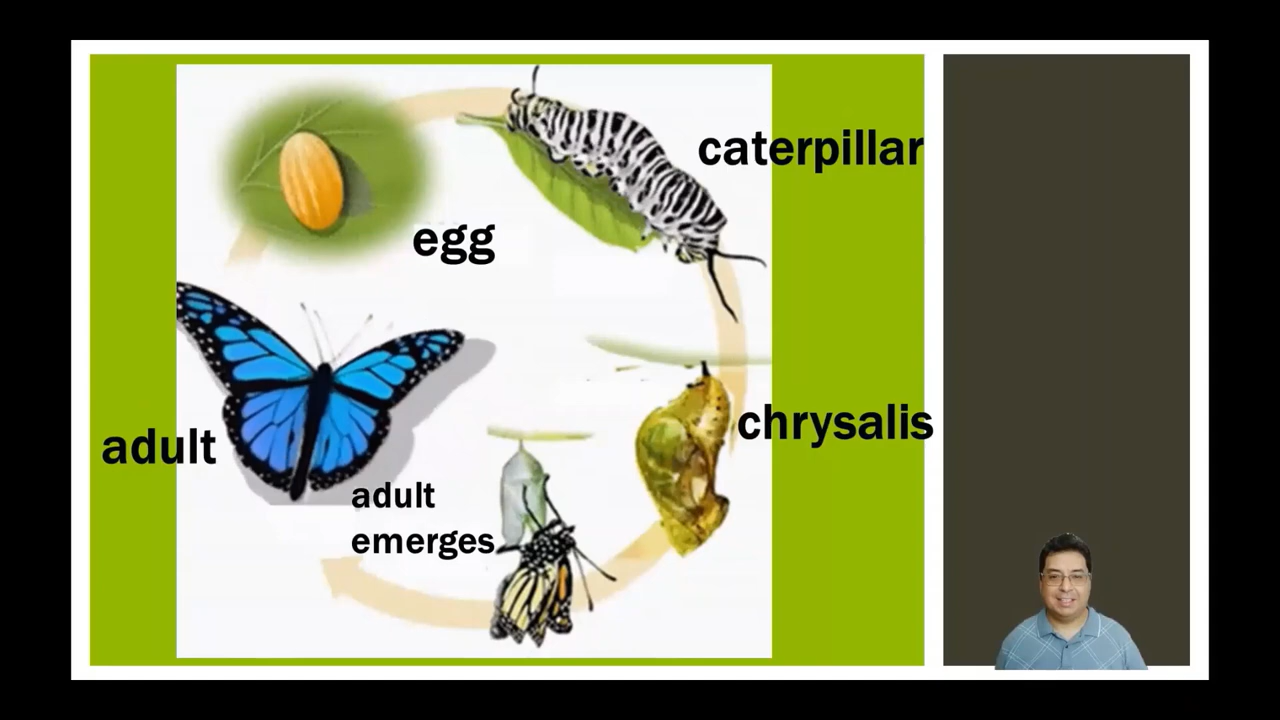 caterpillar
egg
chrysalis
adult
adult
emerges